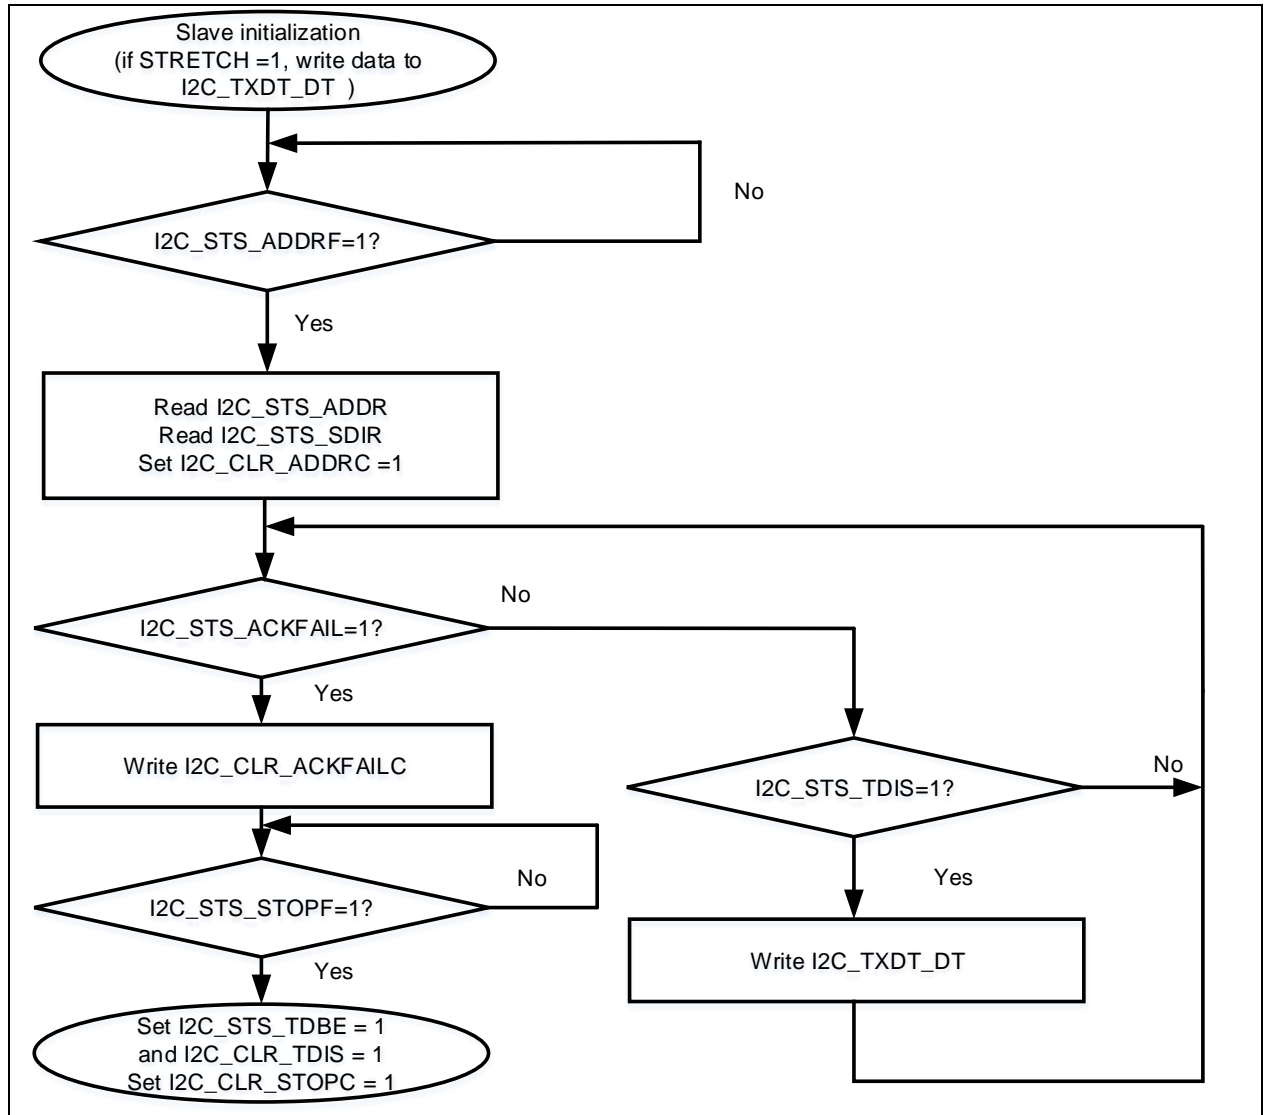 Slave initialization
(if STRETCH =1, write data to
I2C_TXDT_DT  )
No
I2C_STS_ADDRF=1?
Yes
Read I2C_STS_ADDR
Read I2C_STS_SDIR
Set I2C_CLR_ADDRC =1
No
I2C_STS_ACKFAIL=1?
Yes
Write I2C_CLR_ACKFAILC
No
I2C_STS_TDIS=1?
No
I2C_STS_STOPF=1?
Yes
Yes
Write I2C_TXDT_DT
Set I2C_STS_TDBE = 1
and I2C_CLR_TDIS = 1
Set I2C_CLR_STOPC = 1